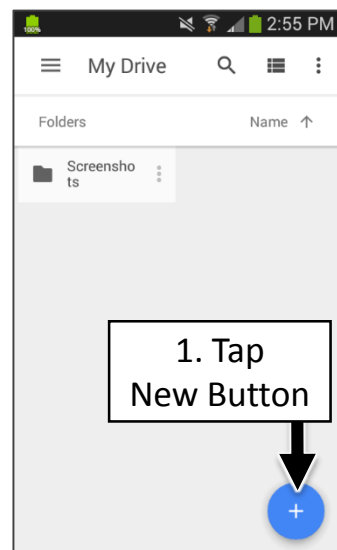 100%
2:55 PM
My Drive
Folders
Name ↑
Screensho
ts
1. Tap
New Button
+